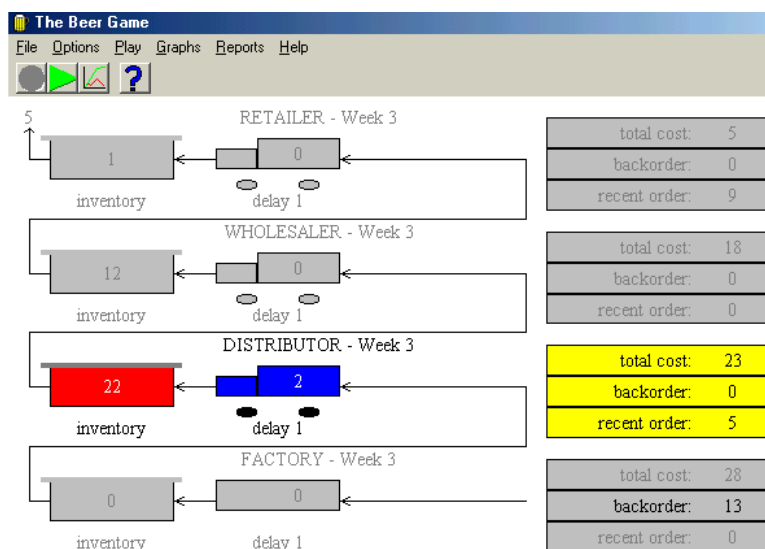 The Beer Game
File Options Play Graphs Reports Help
?
5
RETAILER - Week 3
1
0
inventory
delay 1
total cost: 5
backorder: 0
recent order: 9
WHOLESALER - Week 3
12
0
inventory
delay 1
total cost: 18
backorder: 0
recent order: 0
DISTRIBUTOR - Week 3
22
2
inventory
delay 1
total cost: 23
backorder: 0
recent order: 5
FACTORY - Week 3
0
0
inventory
delay 1
total cost: 28
backorder: 13
recent order: 0